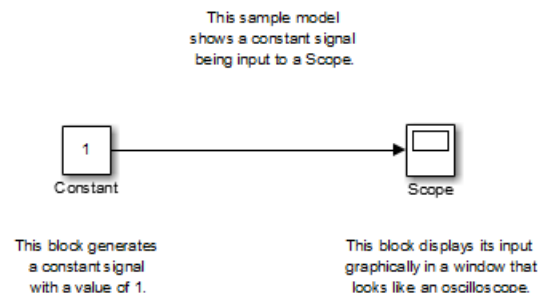 This sample model
shows a constant signal
being input to a Scope.
1
Constant
Scope
This block generates
a constant signal
with a value of 1.
This block displays its input
graphically in a window that
looks like an oscilloscope.